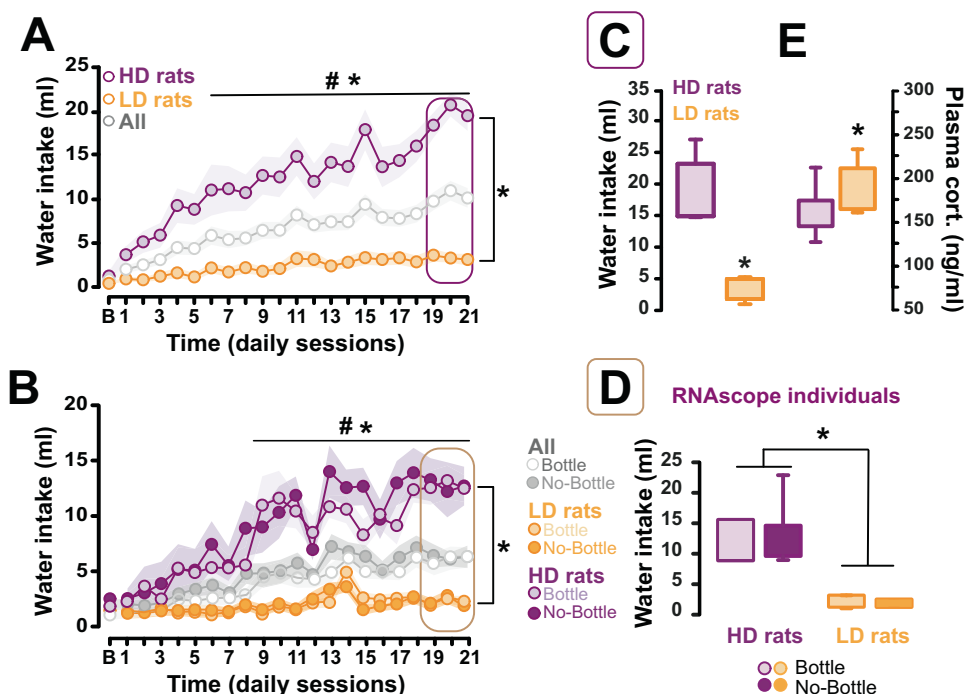 A
Water intake (ml)
25
20
15
10
5
0
HD rats
LD rats
All
# *
*
B 1 3 5 7 9 11 13 15 17 19 21
Time (daily sessions)
C
Water intake (ml)
35
30
25
20
15
10
5
0
HD rats
LD rats
*
E
*
300
250
200
150
100
50
Plasma cort. (ng/ml)
B
Water intake (ml)
20
15
10
5
0
# *
*
B 1 3 5 7 9 11 13 15 17 19 21
Time (daily sessions)
All
Bottle
No-Bottle
LD rats
Bottle
No-Bottle
HD rats
Bottle
No-Bottle
D
RNAscope individuals
Water intake (ml)
25
20
15
10
5
0
*
HD rats
LD rats
Bottle
No-Bottle